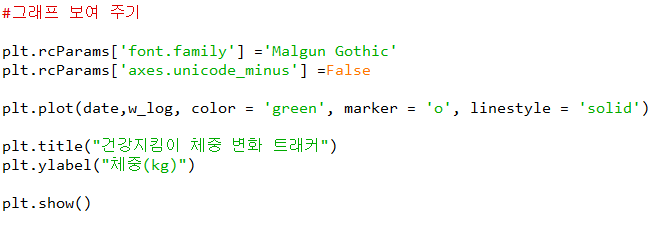 #그래프 보여 주기
plt.rcParams['font.family'] ='Malgun Gothic'
plt.rcParams['axes.unicode_minus'] =False
plt.plot(date,w_log, color = 'green', marker = 'o', linestyle = 'solid')
plt.title("건강지킴이 체중 변화 트래커")
plt.ylabel("체중(kg)")
plt.show()